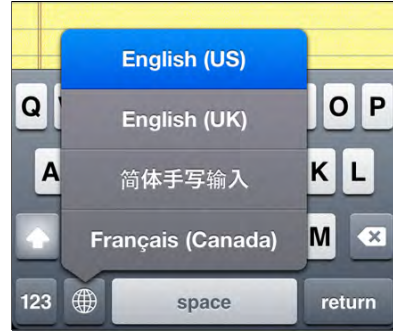 English (US)
Q O P
English (UK)
A K L
简体手写输入
M
Français (Canada)
123 space return